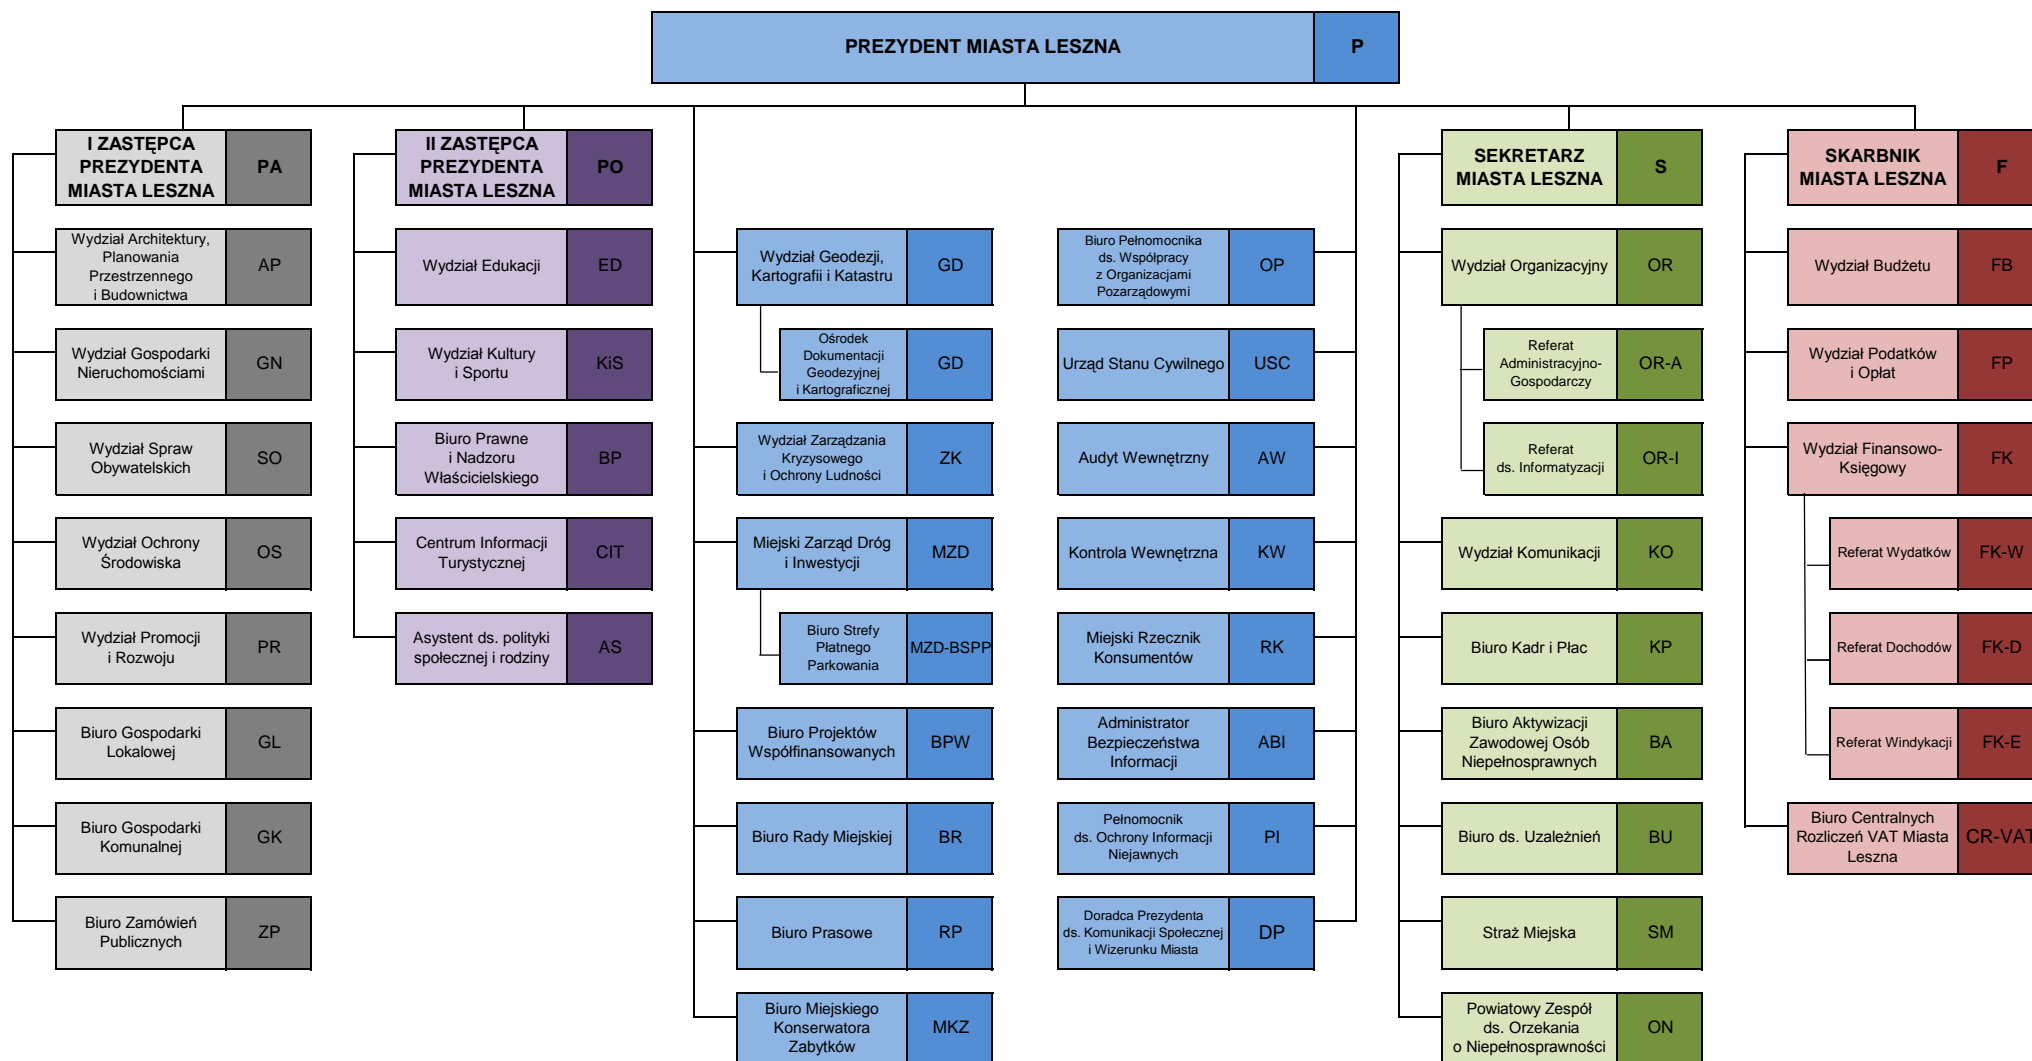 PREZYDENT MIASTA LESZNA
P
I ZASTĘPCA
PREZYDENTA
MIASTA LESZNA
PA
Wydział Architektury,
Planowania
Przestrzennego
i Budownictwa
AP
Wydział Gospodarki
Nieruchomościami
GN
Wydział Spraw
Obywatelskich
SO
Wydział Ochrony
Środowiska
OS
Wydział Promocji
i Rozwoju
PR
Biuro Gospodarki
Lokalowej
GL
Biuro Gospodarki
Komunalnej
GK
Biuro Zamówień
Publicznych
ZP
II ZASTĘPCA
PREZYDENTA
MIASTA LESZNA
PO
Wydział Edukacji
ED
Wydział Kultury
i Sportu
KiS
Biuro Prawne
i Nadzoru
Właścicielskiego
BP
Centrum Informacji
Turystycznej
CIT
Asystent ds. polityki
społecznej i rodziny
AS
Wydział Geodezji,
Kartografii i Katastru
GD
Ośrodek
Dokumentacji
Geodezyjnej
i Kartograficznej
GD
Wydział Zarządzania
Kryzysowego
i Ochrony Ludności
ZK
Miejski Zarząd Dróg
i Inwestycji
MZD
Biuro Strefy
Płatnego
Parkowania
MZD-BSPP
Biuro Projektów
Współfinansowanych
BPW
Biuro Rady Miejskiej
BR
Biuro Prasowe
RP
Biuro Miejskiego
Konserwatora
Zabytków
MKZ
Biuro Pełnomocnika
ds. Współpracy
z Organizacjami
Pozarządowymi
OP
Urząd Stanu Cywilnego
USC
Audyt Wewnętrzny
AW
Kontrola Wewnętrzna
KW
Miejski Rzecznik
Konsumentów
RK
Administrator
Bezpieczeństwa
Informacji
ABI
Pełnomocnik
ds. Ochrony Informacji
Niejawnych
PI
Doradca Prezydenta
ds. Komunikacji Społecznej
i Wizerunku Miasta
DP
SEKRETARZ
MIASTA LESZNA
S
Wydział Organizacyjny
OR
Referat
Administracyjno-
Gospodarczy
OR-A
Referat
ds. Informatyzacji
OR-I
Wydział Komunikacji
KO
Biuro Kadr i Płac
KP
Biuro Aktywizacji
Zawodowej Osób
Niepełnosprawnych
BA
Biuro ds. Uzależnień
BU
Straż Miejska
SM
Powiatowy Zespół
ds. Orzekania
o Niepełnosprawności
ON
SKARBNIK
MIASTA LESZNA
F
Wydział Budżetu
FB
Wydział Podatków
i Opłat
FP
Wydział Finansowo-
Księgowy
FK
Referat Wydatków
FK-W
Referat Dochodów
FK-D
Referat Windykacji
FK-E
Biuro Centralnych
Rozliczeń VAT Miasta
Leszna
CR-VAT